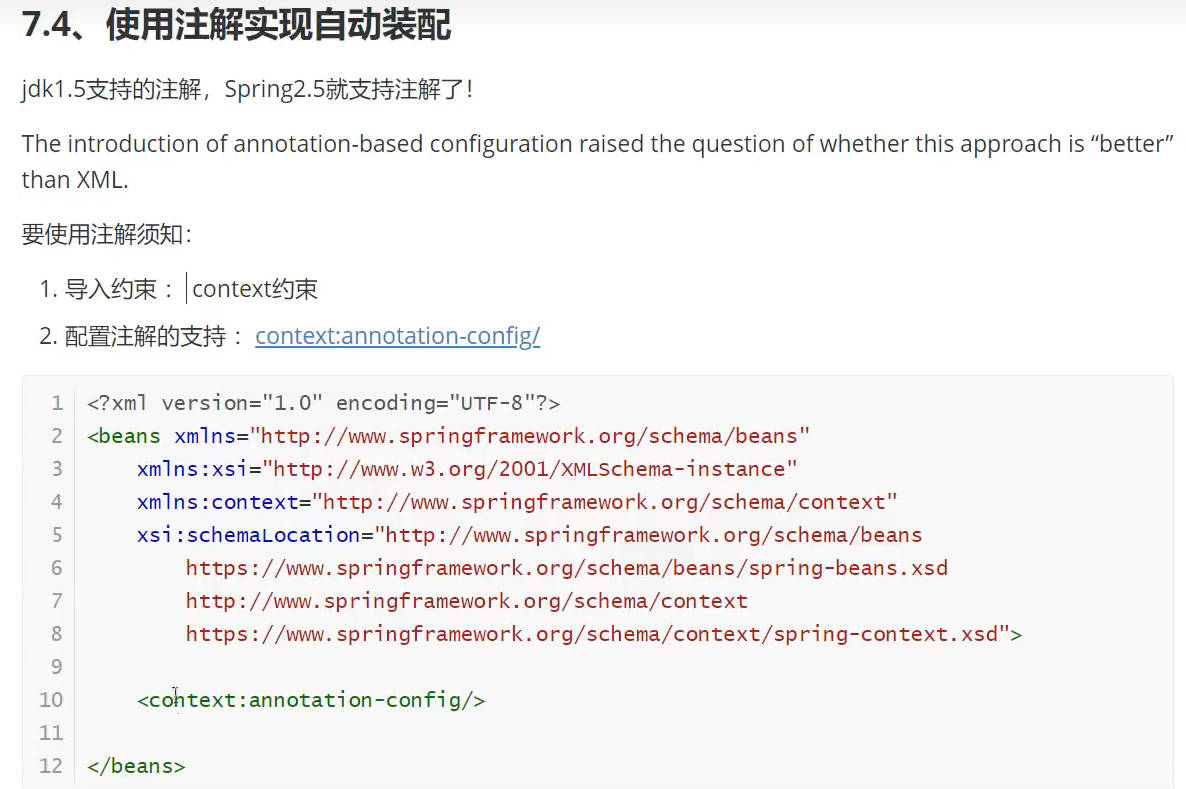 7.4、使用注解实现自动装配
jdk1.5支持的注解，Spring2.5就支持注解了！
The introduction of annotation-based configuration raised the question of whether this approach is “better”
than XML.
要使用注解须知：
1. 导入约束 ： context约束
2. 配置注解的支持 ： context:annotation-config/
1 <?xml version="1.0" encoding="UTF-8"?>
2 <beans xmlns="http://www.springframework.org/schema/beans"
3     xmlns:xsi="http://www.w3.org/2001/XMLSchema-instance"
4     xmlns:context="http://www.springframework.org/schema/context"
5     xsi:schemaLocation="http://www.springframework.org/schema/beans
6         https://www.springframework.org/schema/beans/spring-beans.xsd
7         http://www.springframework.org/schema/context
8         https://www.springframework.org/schema/context/spring-context.xsd">
9
10     <context:annotation-config/>
11
12 </beans>